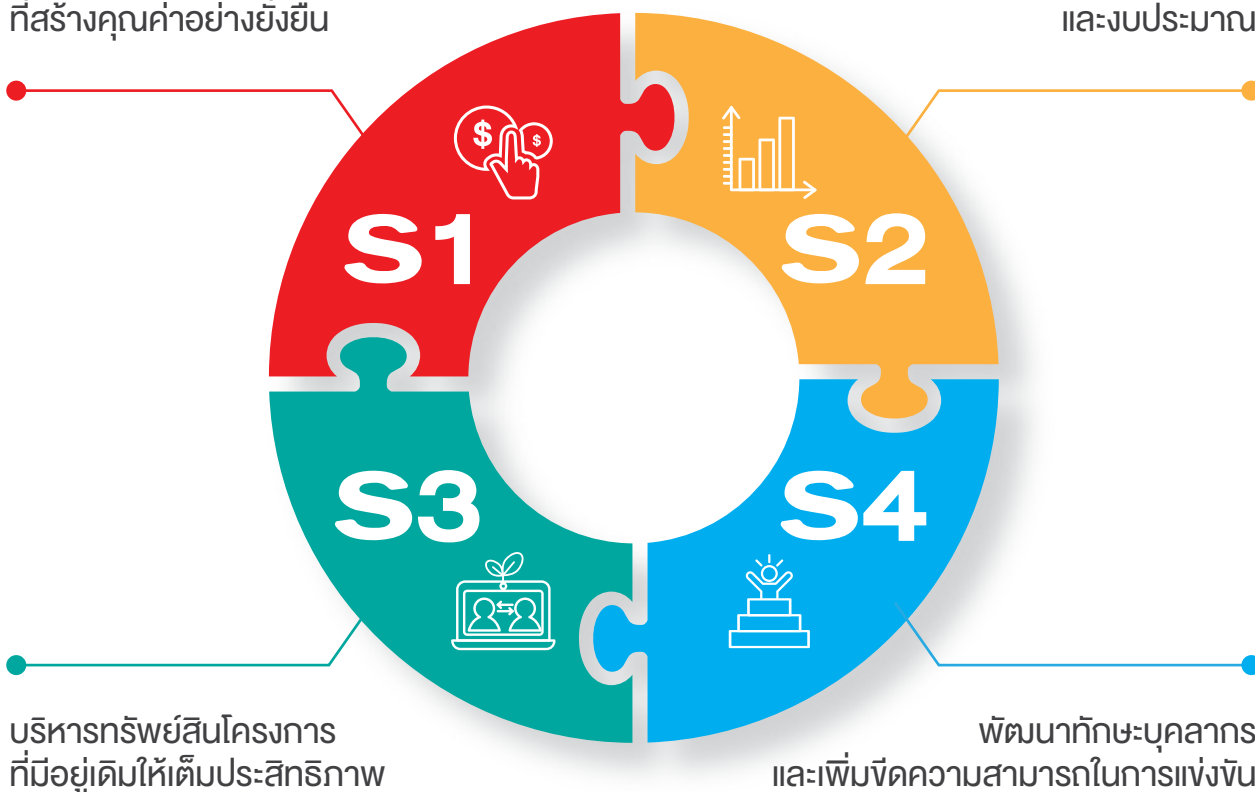 ที่สร้างคุณค่าอย่างยั่งยืน
และงบประมาณ
$ $
S1
S2
S3
S4
บริหารทรัพย์สินโครงการ
ที่มีอยู่เดิมให้เต็มประสิทธิภาพ
พัฒนาทักษะบุคลากร
และเพิ่มขีดความสามารถในการแข่งขัน